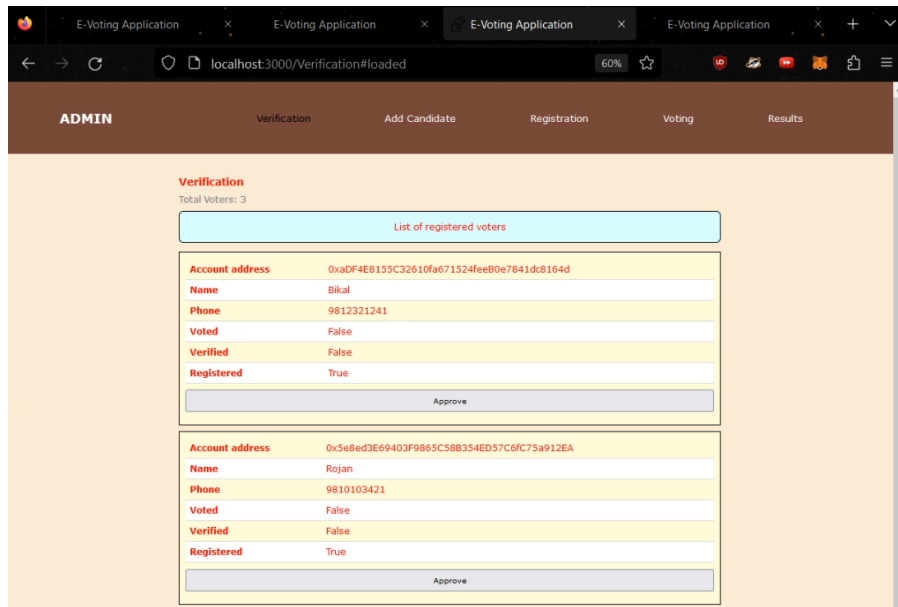 E-Voting Application E-Voting Application E-Voting Application E-Voting Application
localhost:3000/Verification#loaded 60%
ADMIN Verification Add Candidate Registration Voting Results
Verification
Total Voters: 3
List of registered voters
Account address 0xaDF4E8155C32610fa671524feeB0e7841dc8164d
Name Bikal
Phone 9812321241
Voted False
Verified False
Registered True
Approve
Account address 0x5e8ed3E69403F9865C58B354ED57C6fC75a912EA
Name Rojan
Phone 9810103421
Voted False
Verified False
Registered True
Approve